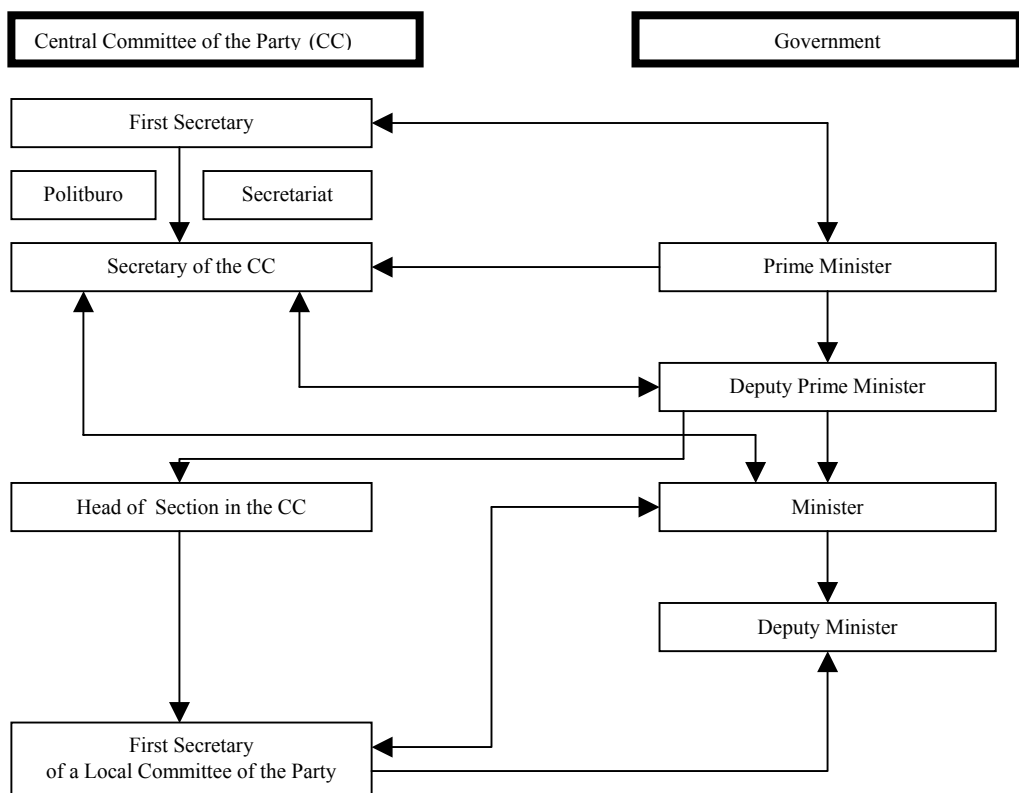 Central Committee of the Party (CC)
Government
First Secretary
Politburo
Secretariat
Secretary of the CC
Prime Minister
Deputy Prime Minister
Head of Section in the CC
Minister
Deputy Minister
First Secretary
of a Local Committee of the Party